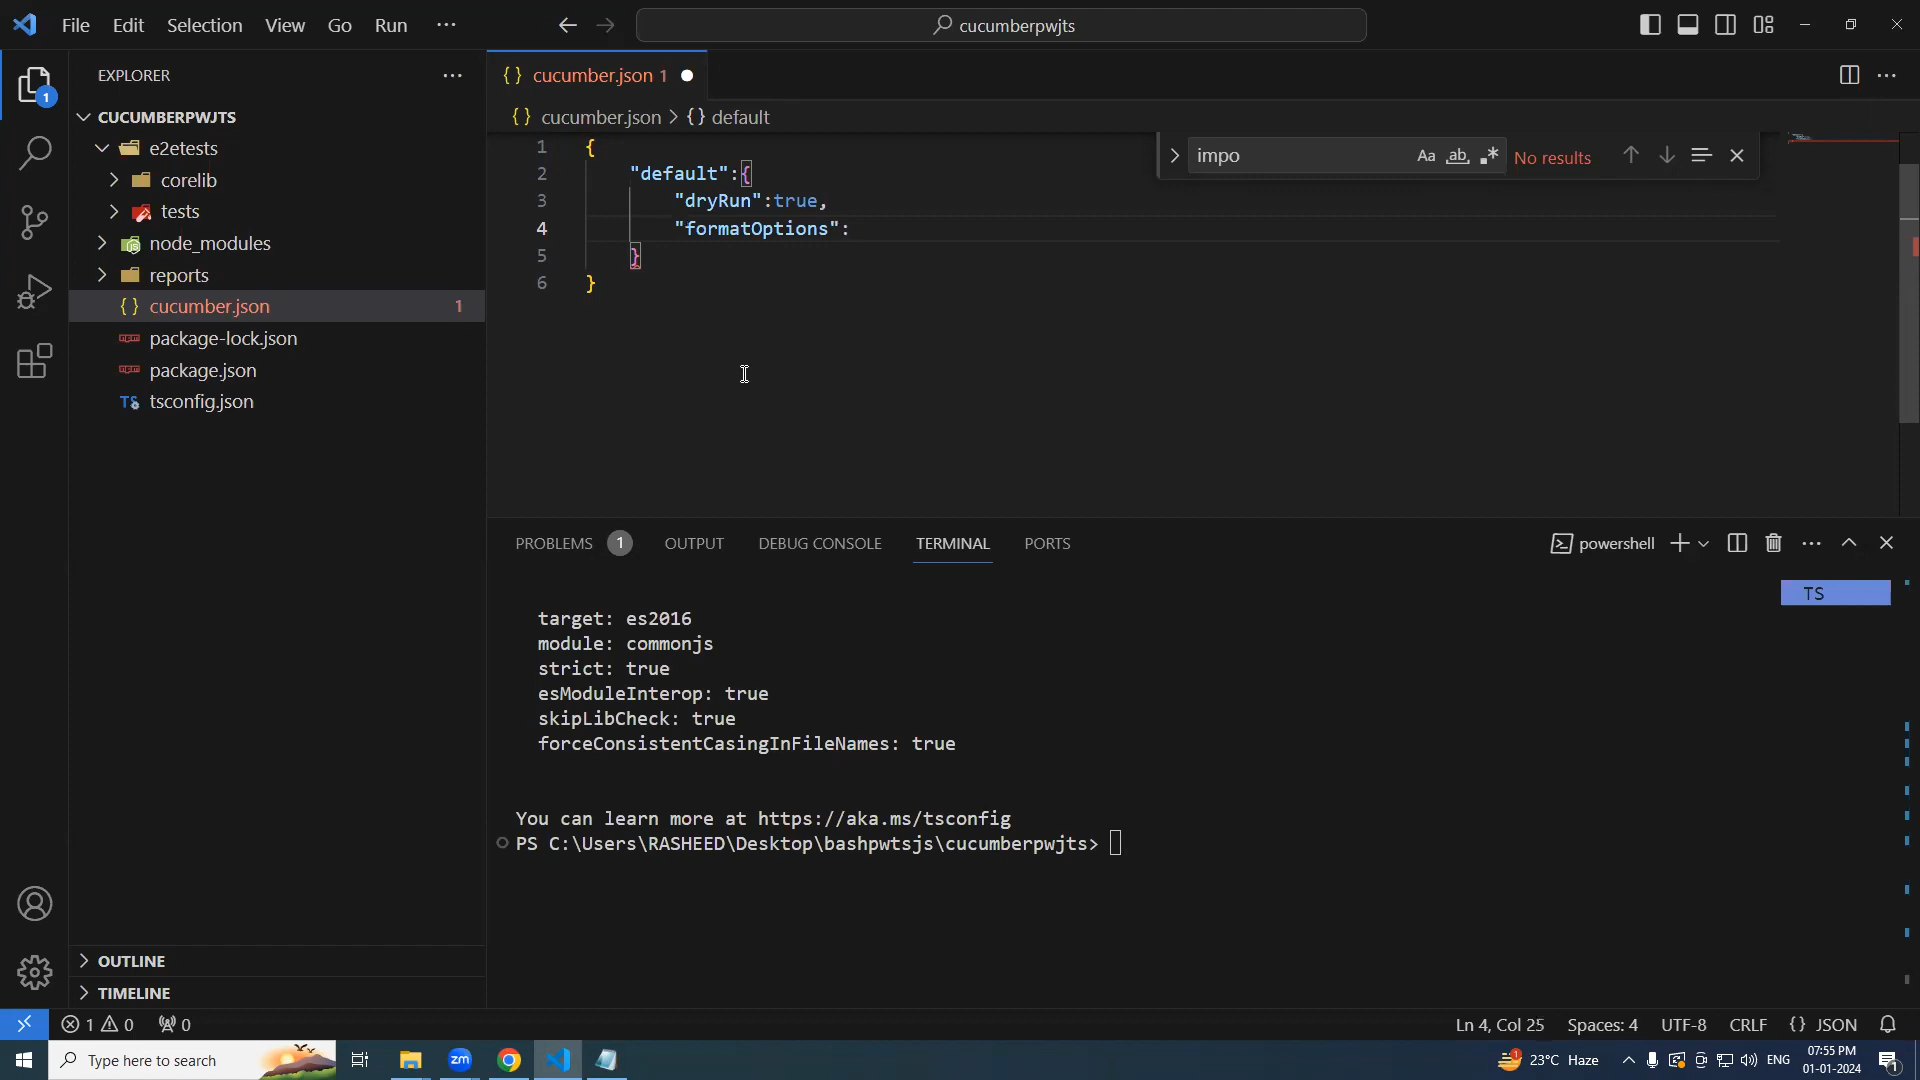 File Edit Selection View Go Run ···
cucumberpwjts
EXPLORER
CUCUMBERPWJTS
e2etests
corelib
tests
node_modules
reports
{} cucumber.json 1
package-lock.json
package.json
TS tsconfig.json
OUTLINE
TIMELINE
1
{} cucumber.json 1
{} cucumber.json > {} default
impo
Aa ab .*
No results
1 {
2 "default":{
3 "dryRun":true,
4 "formatOptions":
5 }
6 }
PROBLEMS 1 OUTPUT DEBUG CONSOLE TERMINAL PORTS
powershell
TS
target: es2016
module: commonjs
strict: true
esModuleInterop: true
skipLibCheck: true
forceConsistentCasingInFileNames: true
You can learn more at https://aka.ms/tsconfig
PS C:\Users\RASHEED\Desktop\bashpwtsjs\cucumberpwjts>
1 0 0
Ln 4, Col 25 Spaces: 4 UTF-8 CRLF {} JSON
Type here to search
zm
1
23°C Haze
ENG
07:55 PM
01-01-2024
1